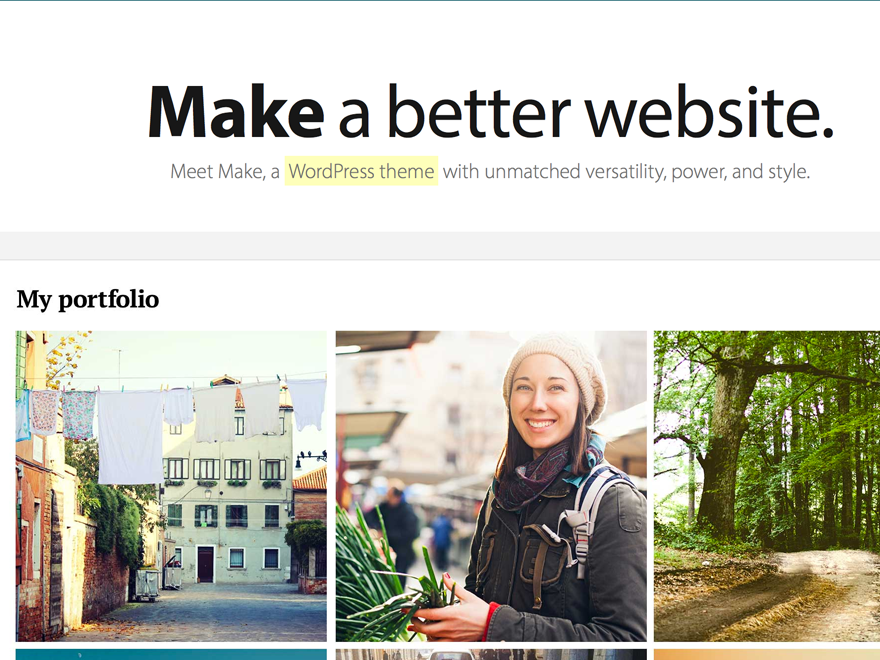 Make a better website.
Meet Make, a WordPress theme with unmatched versatility, power, and style.
My portfolio